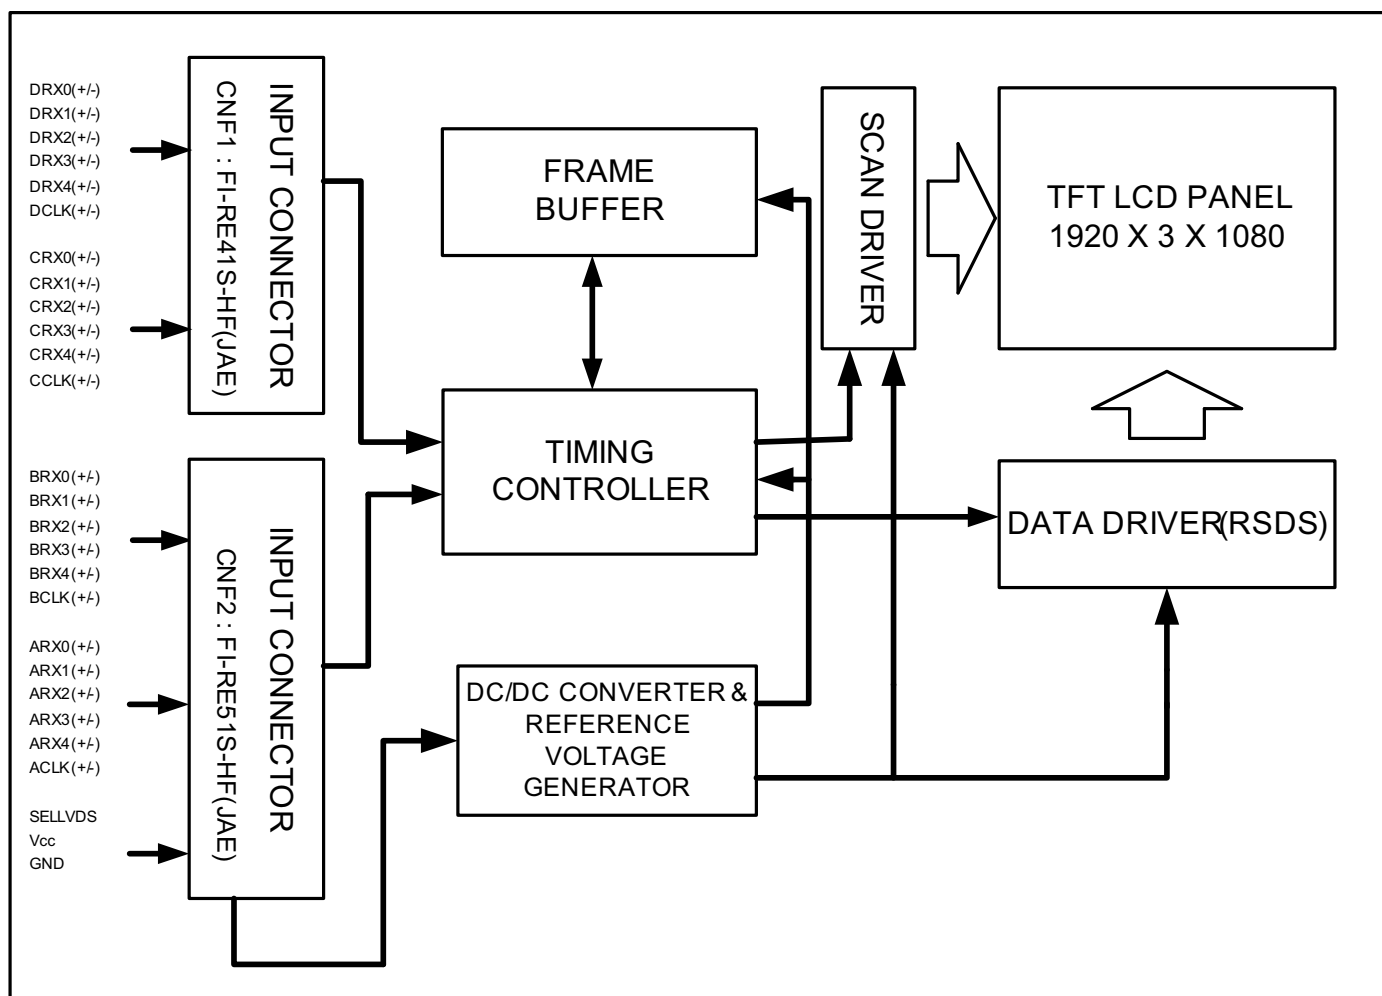 DRX0(+/-)
DRX1(+/-)
DRX2(+/-)
DRX3(+/-)
DRX4(+/-)
DCLK(+/-)
CRX0(+/-)
CRX1(+/-)
CRX2(+/-)
CRX3(+/-)
CRX4(+/-)
CCLK(+/-)
INPUT CONNECTOR
CNF1 : FI-RE41S-HF(JAE)
BRX0(+/-)
BRX1(+/-)
BRX2(+/-)
BRX3(+/-)
BRX4(+/-)
BCLK(+/-)
ARX0(+/-)
ARX1(+/-)
ARX2(+/-)
ARX3(+/-)
ARX4(+/-)
ACLK(+/-)
SELLVDS
Vcc
GND
INPUT CONNECTOR
CNF2 : FI-RE51S-HF(JAE)
FRAME
BUFFER
TIMING
CONTROLLER
DC/DC CONVERTER &
REFERENCE
VOLTAGE
GENERATOR
SCAN DRIVER
TFT LCD PANEL
1920 X 3 X 1080
DATA DRIVER(RSDS)